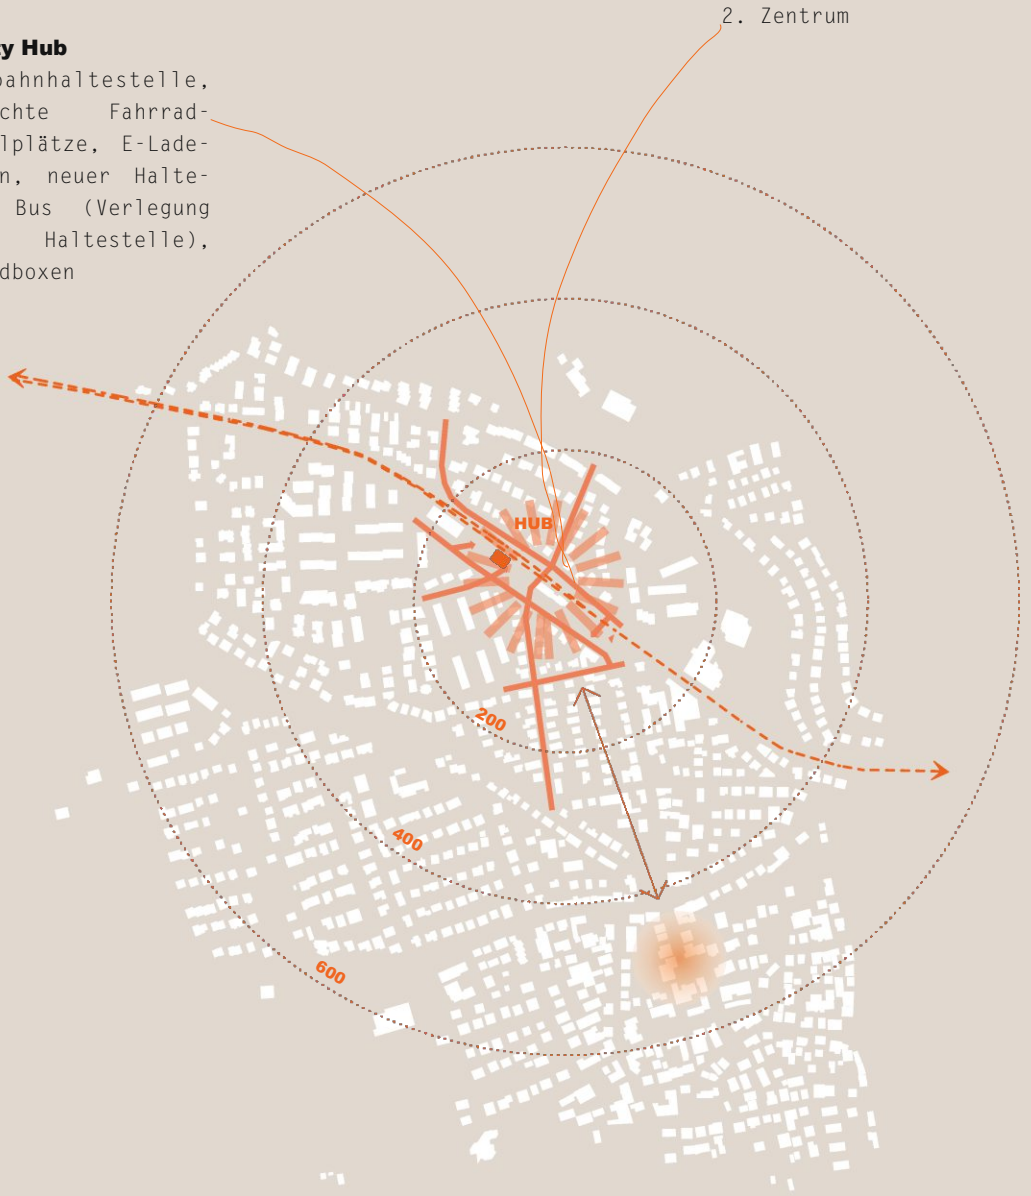 2. Zentrum
y Hub
bahnhaltestelle,
chte Fahrrad-
lplätze, E-Lade-
n, neuer Halte-
Bus (Verlegung
Haltestelle),
dboxen
HUB
200
400
600